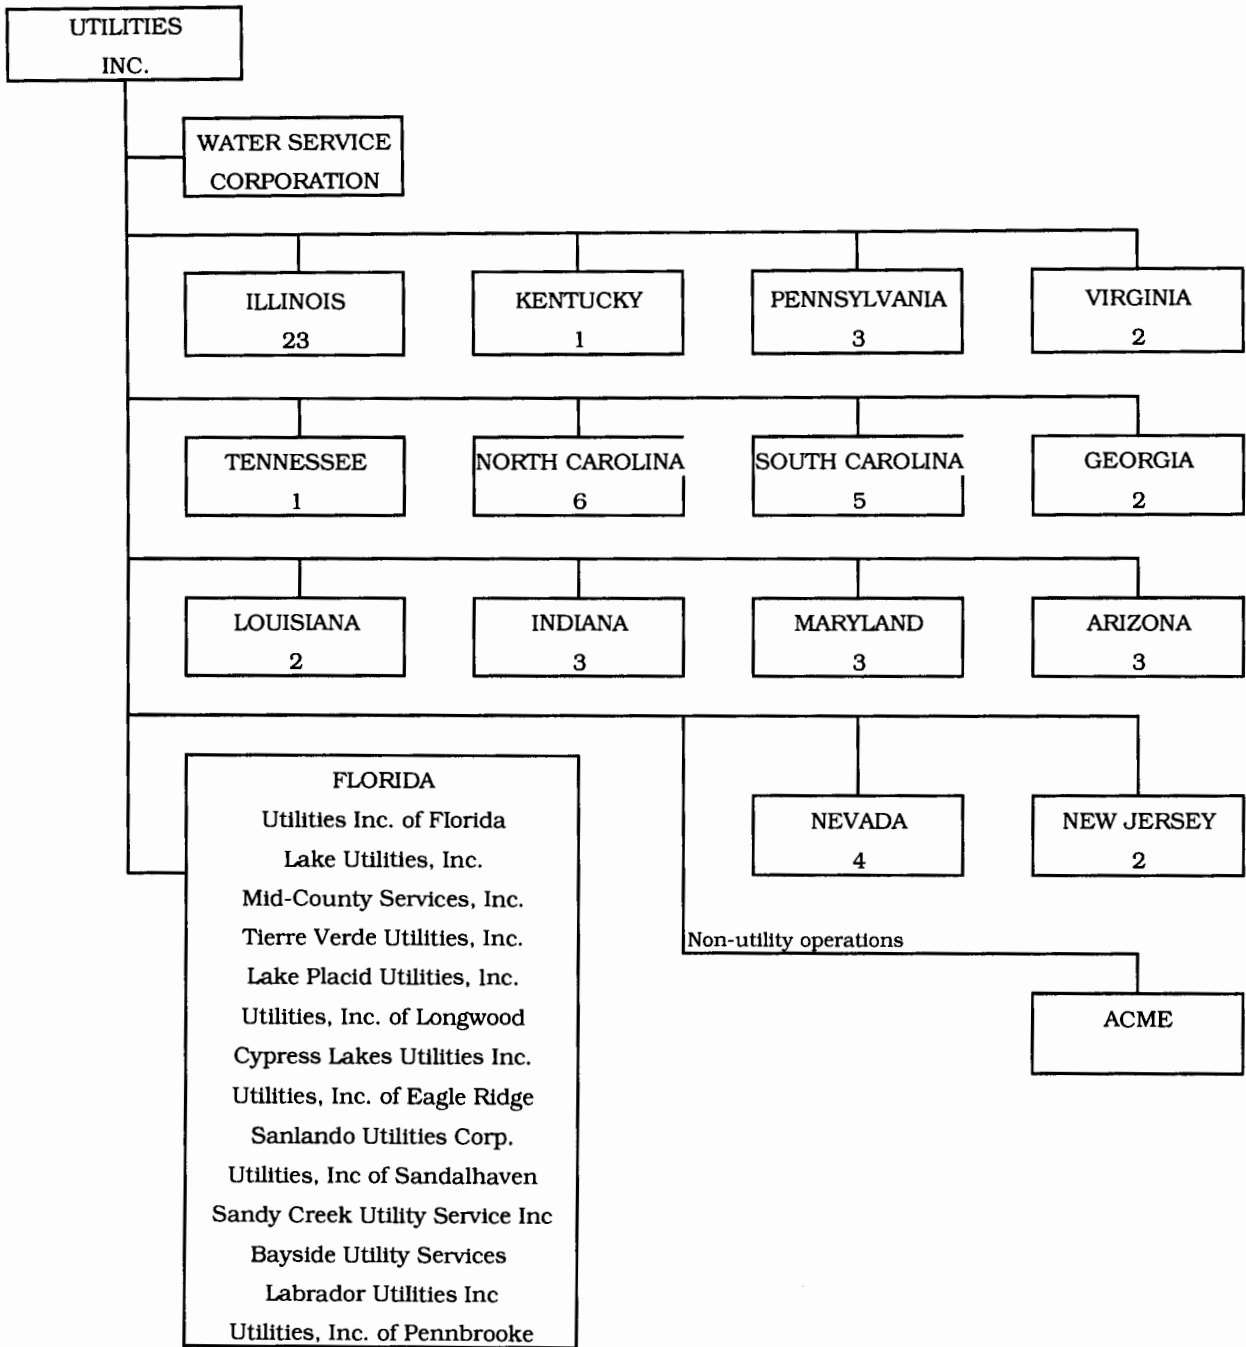 UTILITIES
INC.
WATER SERVICE
CORPORATION
ILLINOIS
23
KENTUCKY
1
PENNSYLVANIA
3
VIRGINIA
2
TENNESSEE
1
NORTH CAROLINA
6
SOUTH CAROLINA
5
GEORGIA
2
LOUISIANA
2
INDIANA
3
MARYLAND
3
ARIZONA
3
FLORIDA
Utilities Inc. of Florida
Lake Utilities, Inc.
Mid-County Services, Inc.
Tierre Verde Utilities, Inc.
Lake Placid Utilities, Inc.
Utilities, Inc. of Longwood
Cypress Lakes Utilities Inc.
Utilities, Inc. of Eagle Ridge
Sanlando Utilities Corp.
Utilities, Inc of Sandalhaven
Sandy Creek Utility Service Inc
Bayside Utility Services
Labrador Utilities Inc
Utilities, Inc. of Pennbrooke
NEVADA
4
NEW JERSEY
2
Non-utility operations
ACME